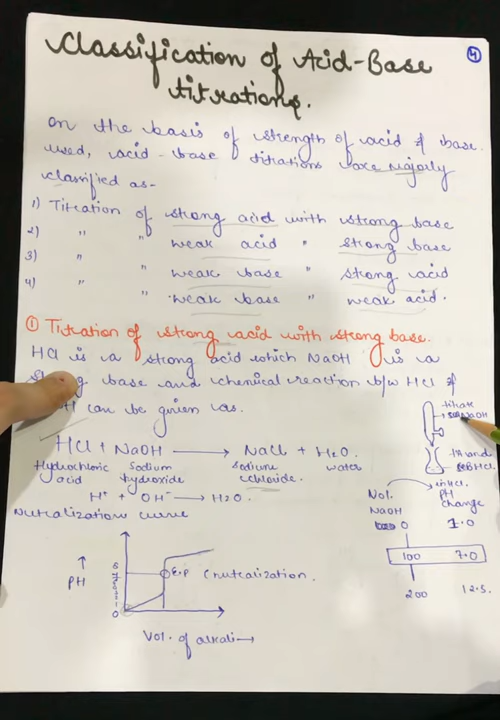 4
Classification of Acid-Base
titrations.
on the basis of strength of acid & base
used, acid-base titrations are majorly
classified as-
1) Titration of strong acid with strong base
2) " " weak acid " strong base
3) " " weak base " strong acid
4) " " weak base " weak acid.
① Titration of strong acid with strong base.
HCl is a strong acid which NaOH is a
base and chemical reaction b/w HCl &
can be given as.
HCl + NaOH → NaCl + H₂O.
Hydrochloric Sodium Sodium water
acid hydroxide chloride.
H⁺ + OH⁻ → H₂O.
Nutralization curve
PH
E.P (nutralization.
0
Vol. of alkali →
titrate
NaOH
HCl.
in HCl.
Vol. PH
NaOH change
0 1.0
100 7.0
200 12.5.